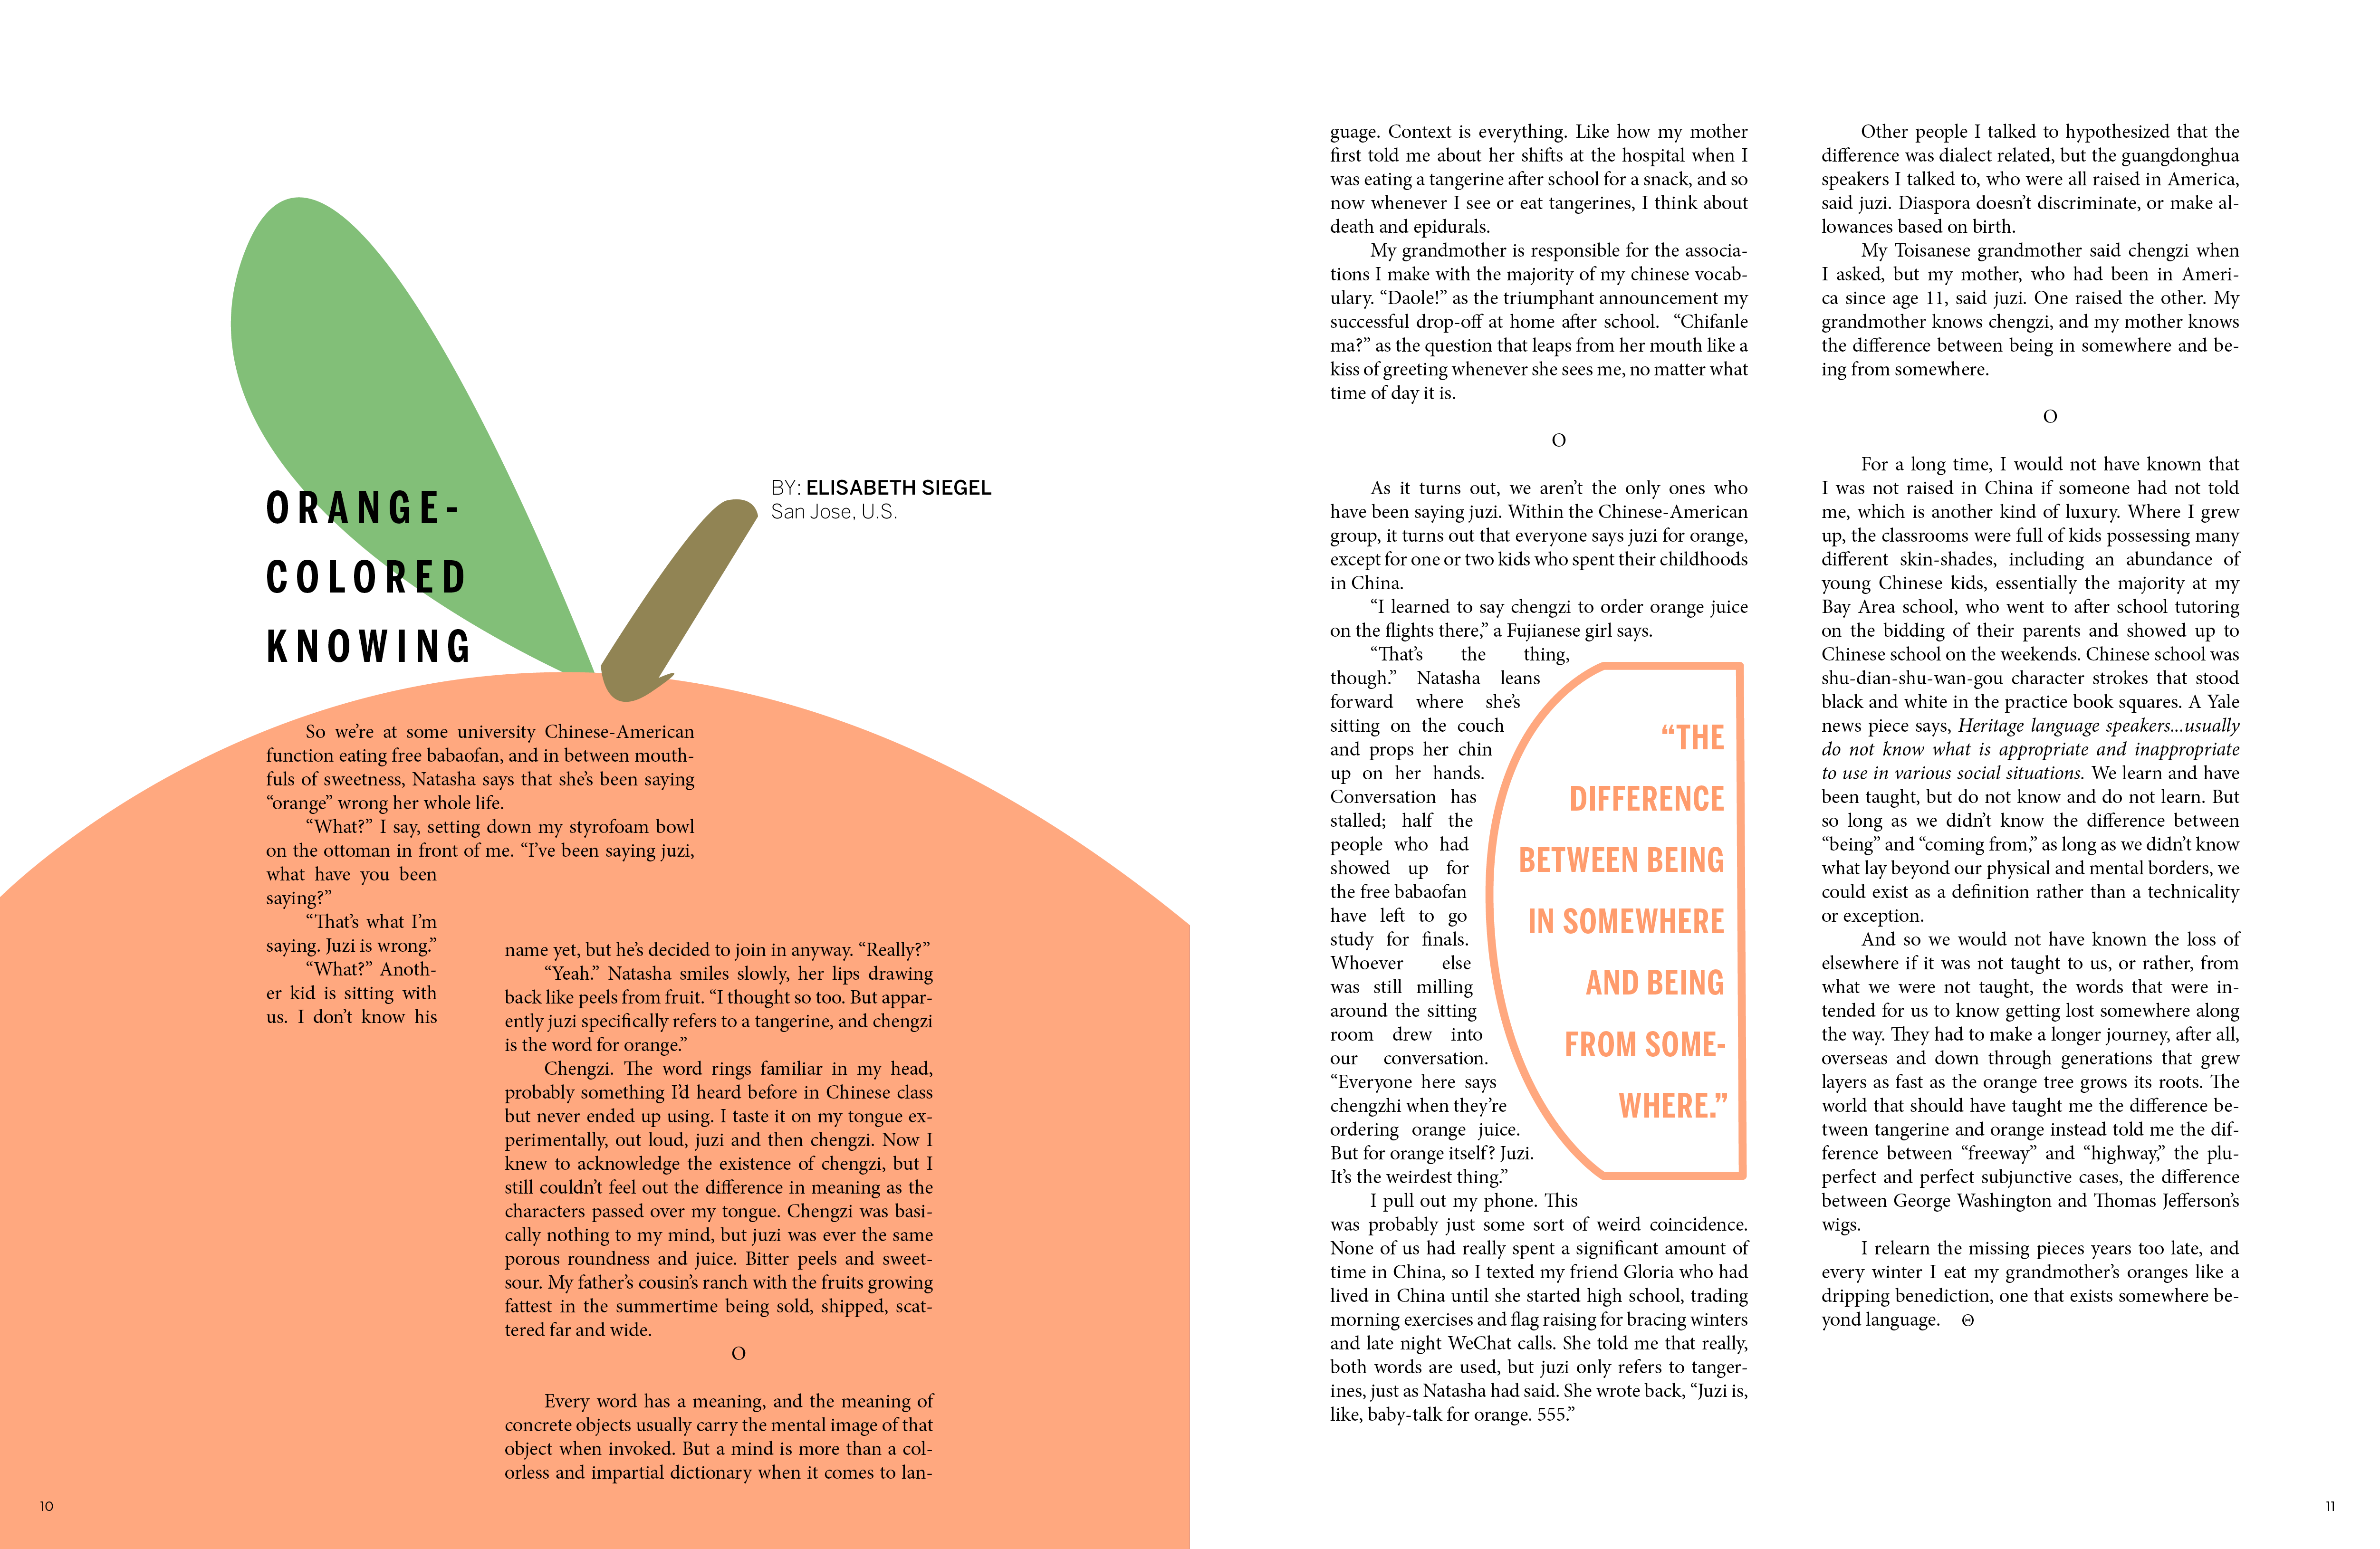 ORANGE-
COLORED
KNOWING
BY: ELISABETH SIEGEL
San Jose, U.S.
So we’re at some university Chinese-American
function eating free babaofan, and in between mouth-
fuls of sweetness, Natasha says that she’s been saying
“orange” wrong her whole life.
“What?” I say, setting down my styrofoam bowl
on the ottoman in front of me. “I’ve been saying juzi,
what have you been
saying?”
“That’s what I’m
saying. Juzi is wrong.”
“What?” Anoth-
er kid is sitting with
us. I don’t know his
name yet, but he’s decided to join in anyway. “Really?”
“Yeah.” Natasha smiles slowly, her lips drawing
back like peels from fruit. “I thought so too. But appar-
ently juzi specifically refers to a tangerine, and chengzi
is the word for orange.”
Chengzi. The word rings familiar in my head,
probably something I’d heard before in Chinese class
but never ended up using. I taste it on my tongue ex-
perimentally, out loud, juzi and then chengzi. Now I
knew to acknowledge the existence of chengzi, but I
still couldn’t feel out the difference in meaning as the
characters passed over my tongue. Chengzi was basi-
cally nothing to my mind, but juzi was ever the same
porous roundness and juice. Bitter peels and sweet-
sour. My father’s cousin’s ranch with the fruits growing
fattest in the summertime being sold, shipped, scat-
tered far and wide.
O
Every word has a meaning, and the meaning of
concrete objects usually carry the mental image of that
object when invoked. But a mind is more than a col-
orless and impartial dictionary when it comes to lan-
10
guage. Context is everything. Like how my mother
first told me about her shifts at the hospital when I
was eating a tangerine after school for a snack, and so
now whenever I see or eat tangerines, I think about
death and epidurals.
My grandmother is responsible for the associa-
tions I make with the majority of my chinese vocab-
ulary. “Daole!” as the triumphant announcement my
successful drop-off at home after school.  “Chifanle
ma?” as the question that leaps from her mouth like a
kiss of greeting whenever she sees me, no matter what
time of day it is.
O
As it turns out, we aren’t the only ones who
have been saying juzi. Within the Chinese-American
group, it turns out that everyone says juzi for orange,
except for one or two kids who spent their childhoods
in China.
“I learned to say chengzi to order orange juice
on the flights there,” a Fujianese girl says.
“That’s the thing,
though.” Natasha leans
forward where she’s
sitting on the couch
and props her chin
up on her hands.
Conversation has
stalled; half the
people who had
showed up for
the free babaofan
have left to go
study for finals.
Whoever else
was still milling
around the sitting
room drew into
our conversation.
“Everyone here says
chengzhi when they’re
ordering orange juice.
But for orange itself? Juzi.
It’s the weirdest thing.”
I pull out my phone. This
was probably just some sort of weird coincidence.
None of us had really spent a significant amount of
time in China, so I texted my friend Gloria who had
lived in China until she started high school, trading
morning exercises and flag raising for bracing winters
and late night WeChat calls. She told me that really,
both words are used, but juzi only refers to tanger-
ines, just as Natasha had said. She wrote back, “Juzi is,
like, baby-talk for orange. 555.”
“THE
DIFFERENCE
BETWEEN BEING
IN SOMEWHERE
AND BEING
FROM SOME-
WHERE.”
Other people I talked to hypothesized that the
difference was dialect related, but the guangdonghua
speakers I talked to, who were all raised in America,
said juzi. Diaspora doesn’t discriminate, or make al-
lowances based on birth.
My Toisanese grandmother said chengzi when
I asked, but my mother, who had been in Ameri-
ca since age 11, said juzi. One raised the other. My
grandmother knows chengzi, and my mother knows
the difference between being in somewhere and be-
ing from somewhere.
O
For a long time, I would not have known that
I was not raised in China if someone had not told
me, which is another kind of luxury. Where I grew
up, the classrooms were full of kids possessing many
different skin-shades, including an abundance of
young Chinese kids, essentially the majority at my
Bay Area school, who went to after school tutoring
on the bidding of their parents and showed up to
Chinese school on the weekends. Chinese school was
shu-dian-shu-wan-gou character strokes that stood
black and white in the practice book squares. A Yale
news piece says, Heritage language speakers...usually
do not know what is appropriate and inappropriate
to use in various social situations. We learn and have
been taught, but do not know and do not learn. But
so long as we didn’t know the difference between
“being” and “coming from,” as long as we didn’t know
what lay beyond our physical and mental borders, we
could exist as a definition rather than a technicality
or exception.
And so we would not have known the loss of
elsewhere if it was not taught to us, or rather, from
what we were not taught, the words that were in-
tended for us to know getting lost somewhere along
the way. They had to make a longer journey, after all,
overseas and down through generations that grew
layers as fast as the orange tree grows its roots. The
world that should have taught me the difference be-
tween tangerine and orange instead told me the dif-
ference between “freeway” and “highway,” the plu-
perfect and perfect subjunctive cases, the difference
between George Washington and Thomas Jefferson’s
wigs.
I relearn the missing pieces years too late, and
every winter I eat my grandmother’s oranges like a
dripping benediction, one that exists somewhere be-
yond language. Θ
11